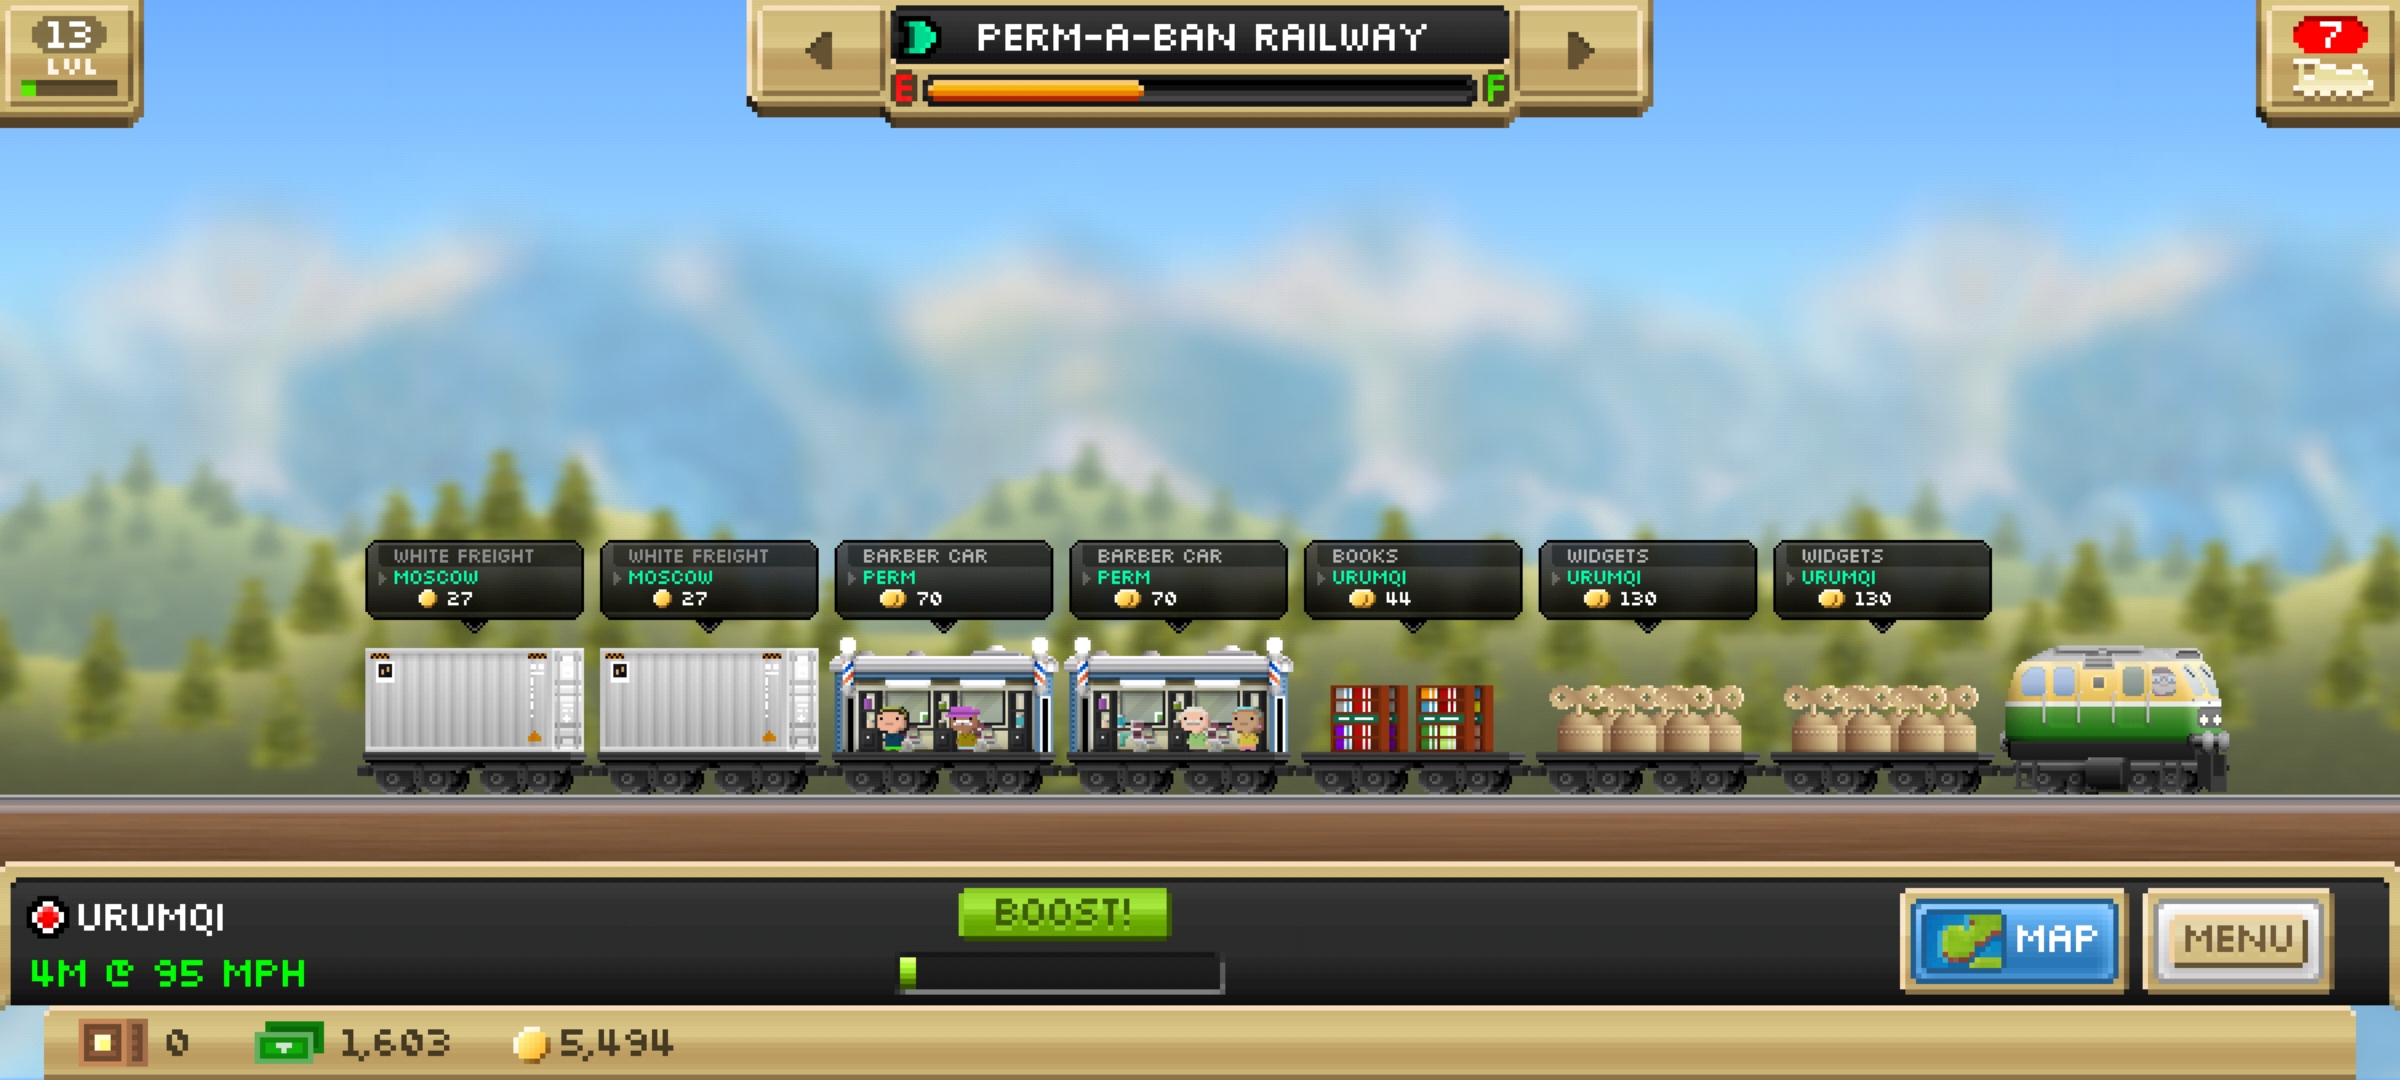 13
LVL
PERM-A-BAN RAILWAY
E
F
7
WHITE FREIGHT
MOSCOW
27
WHITE FREIGHT
MOSCOW
27
BARBER CAR
PERM
70
BARBER CAR
PERM
70
BOOKS
URUMQI
44
WIDGETS
URUMQI
130
WIDGETS
URUMQI
130
URUMQI
4M @ 95 MPH
BOOST!
MAP
MENU
0
1,603
5,494